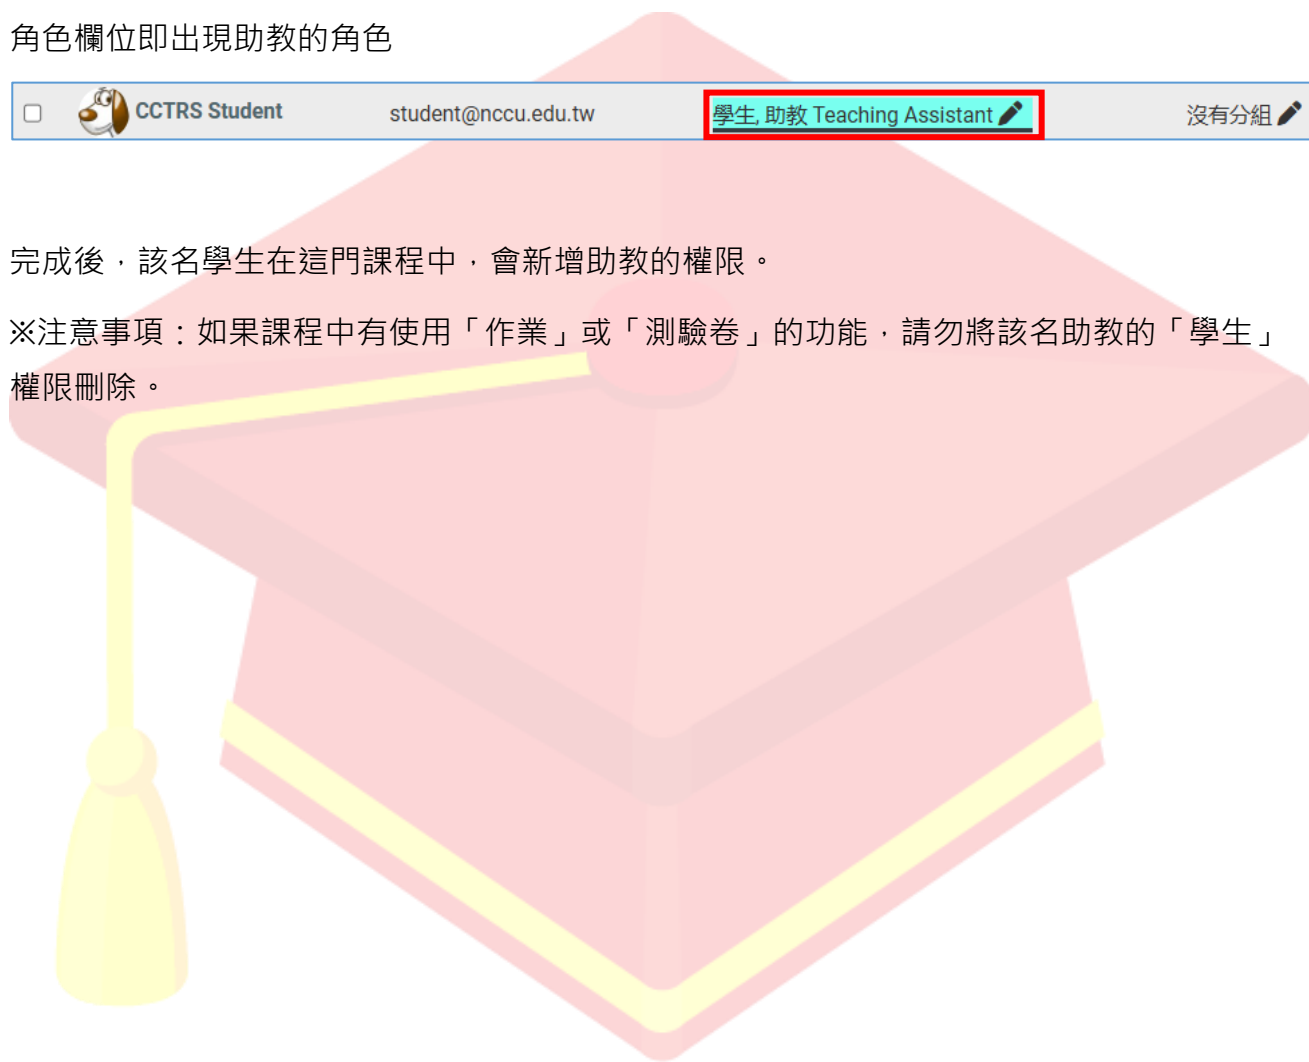 角色欄位即出現助教的角色
CCTRS Student student@nccu.edu.tw 學生, 助教 Teaching Assistant 沒有分組
完成後，該名學生在這門課程中，會新增助教的權限。
※注意事項：如果課程中有使用「作業」或「測驗卷」的功能，請勿將該名助教的「學生」
權限刪除。